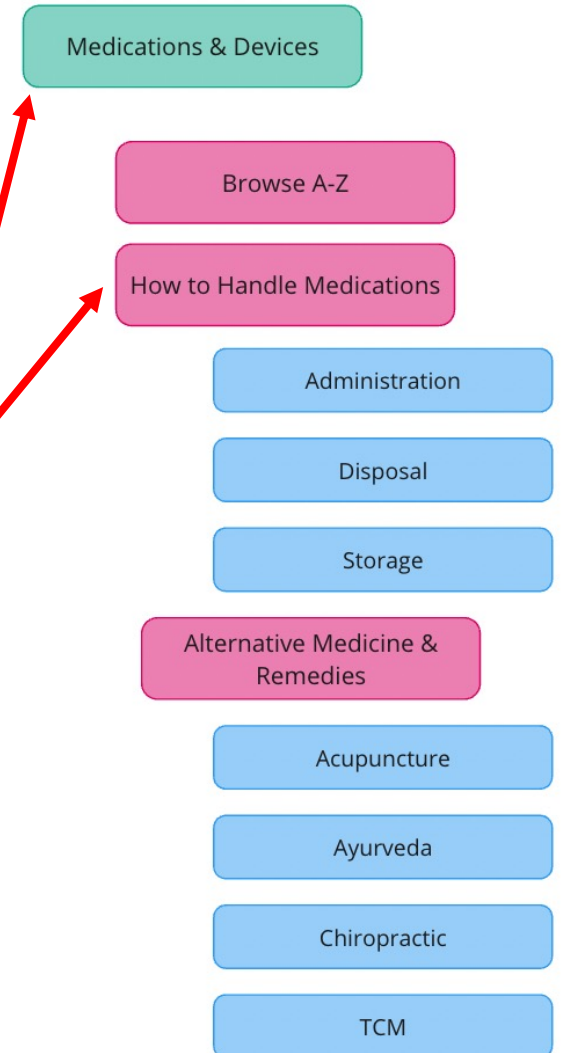 Medications & Devices
Browse A-Z
How to Handle Medications
Administration
Disposal
Storage
Alternative Medicine &
Remedies
Acupuncture
Ayurveda
Chiropractic
TCM